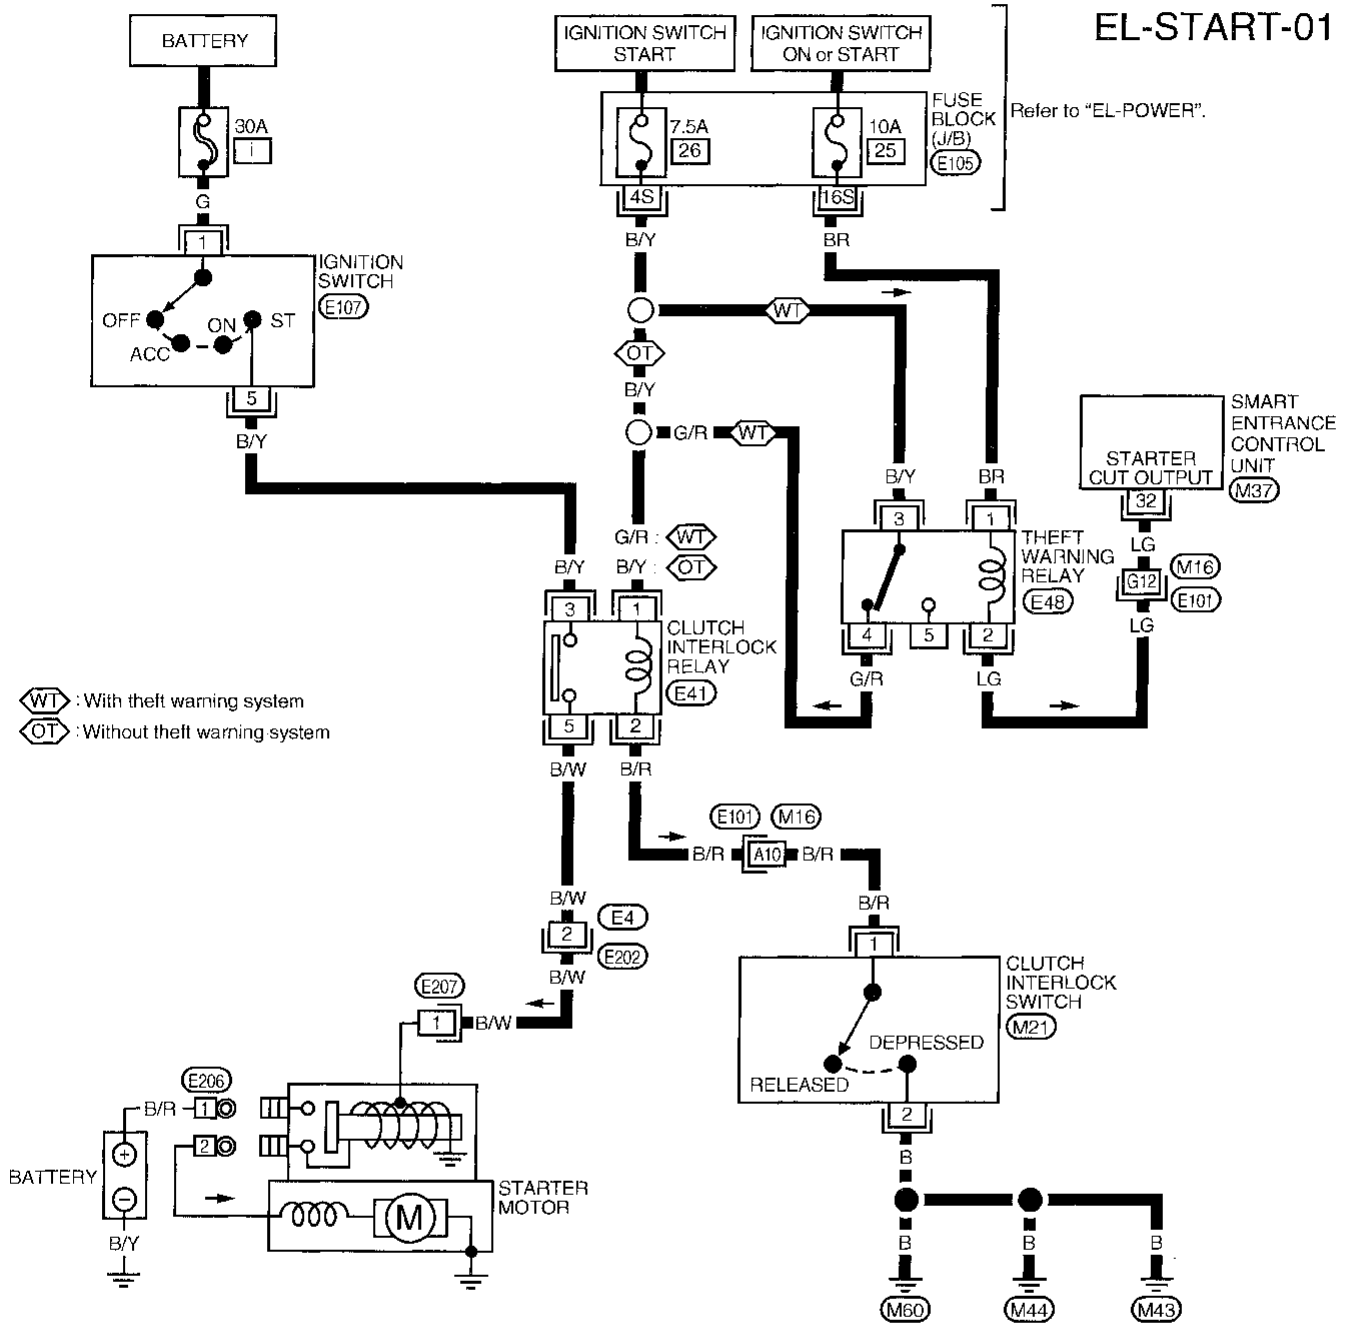 EL-START-01
BATTERY
IGNITION SWITCH
START
IGNITION SWITCH
ON or START
FUSE
BLOCK
(J/B)
E105
Refer to "EL-POWER".
30A
7.5A
26
10A
25
G
4S
16S
1
B/Y
BR
IGNITION
SWITCH
E107
OFF
ACC
ON
ST
5
B/Y
WT
OT
B/Y
G/R
WT
SMART
ENTRANCE
CONTROL
UNIT
M37
STARTER
CUT OUTPUT
32
B/Y
BR
3
1
LG
G/R : WT
B/Y : OT
B/Y
THEFT
WARNING
RELAY
E48
G12
M16
E101
LG
3
1
4
5
2
CLUTCH
INTERLOCK
RELAY
E41
G/R
LG
WT : With theft warning system
OT : Without theft warning system
5
2
B/W
B/R
E101
M16
B/R
A10
B/R
B/W
B/R
2
E4
E202
1
B/W
CLUTCH
INTERLOCK
SWITCH
M21
E207
1
B/W
DEPRESSED
RELEASED
E206
B/R
1
2
2
BATTERY
+
−
B
STARTER
MOTOR
M
B/Y
B
B
B
M60
M44
M43